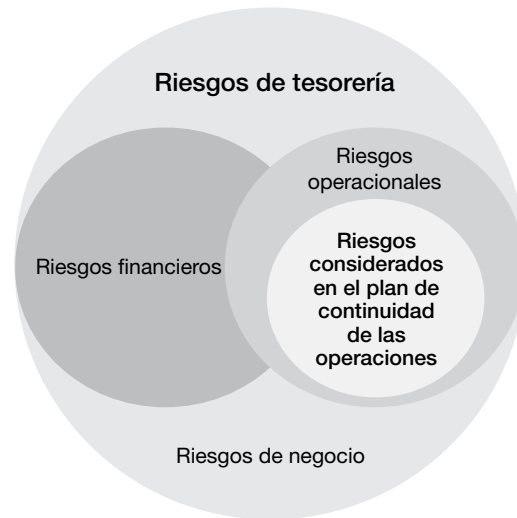 Riesgos de tesorería
Riesgos
operacionales
Riesgos financieros
Riesgos
considerados
en el plan de
continuidad
de las
operaciones
Riesgos de negocio